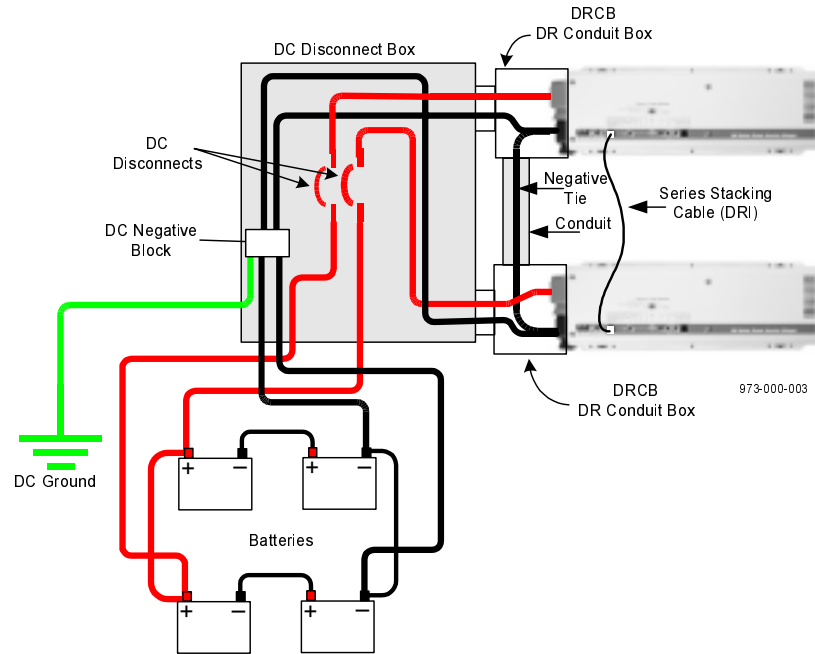 DRCB
DR Conduit Box
DC Disconnect Box
DC
Disconnects
Negative
Tie
Series Stacking
Cable (DRI)
Conduit
DC Negative
Block
DRCB
DR Conduit Box
973-000-003
+
−
+
−
DC Ground
Batteries
+
−
+
−